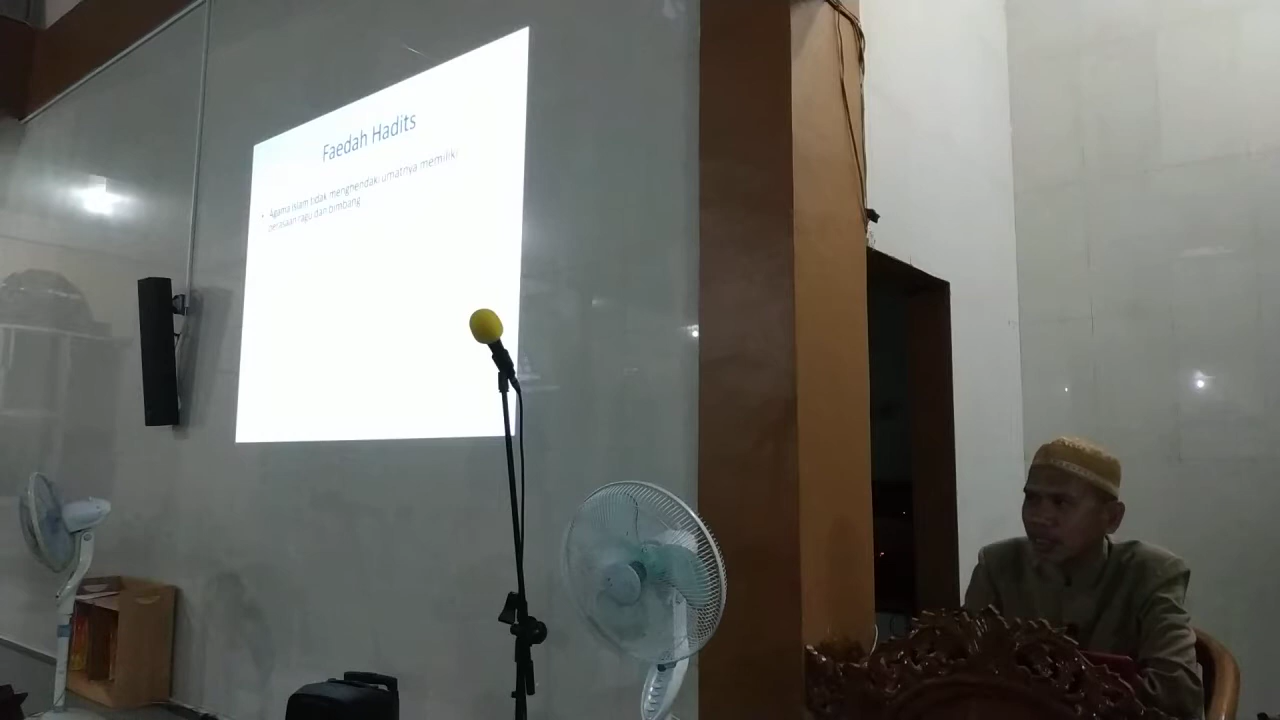 Faedah Hadits
• Agama Islam tidak menghendaki umatnya memiliki
perasaan ragu dan bimbang